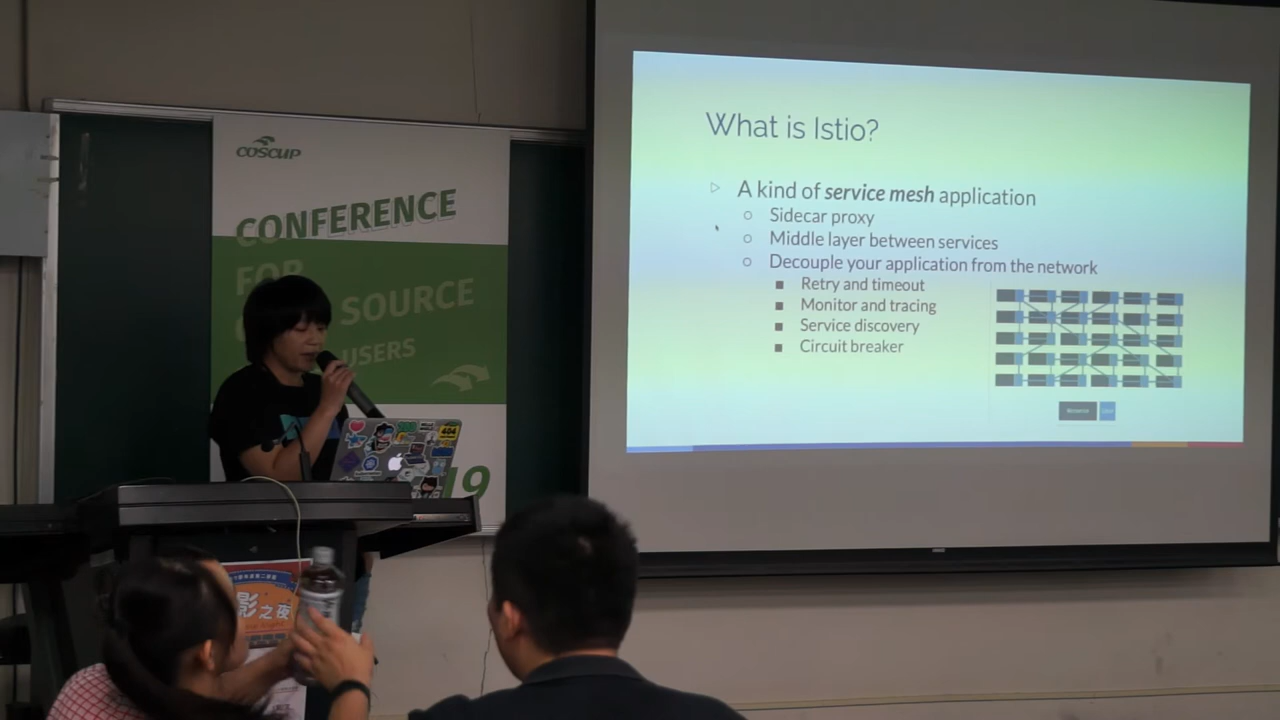 COSCUP
CONFERENCE
FOR
SOURCE
USERS
19
What is Istio?
A kind of service mesh application
Sidecar proxy
Middle layer between services
Decouple your application from the network
Retry and timeout
Monitor and tracing
Service discovery
Circuit breaker
404
影之夜